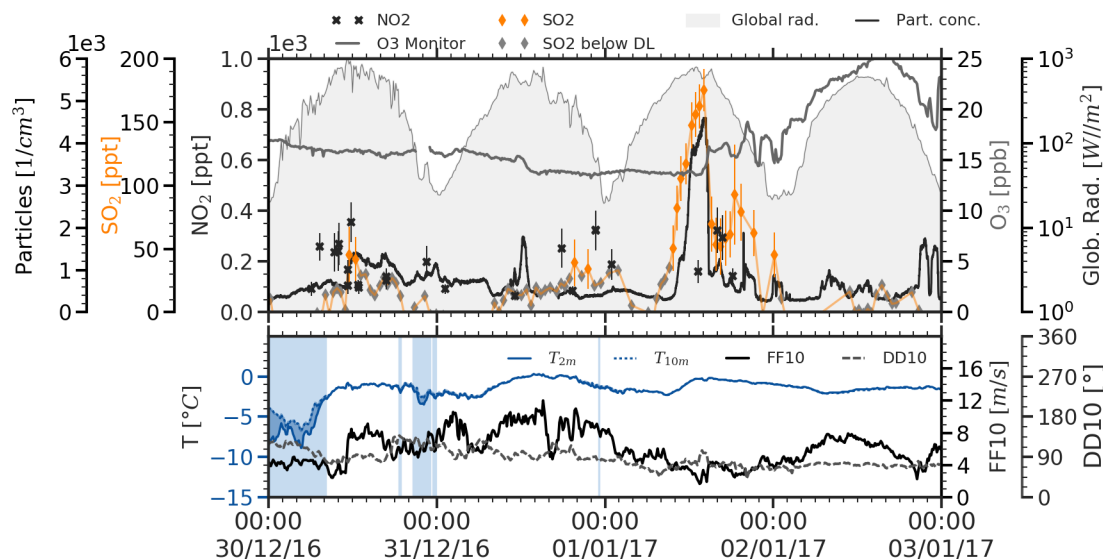 NO2 SO2 Global rad. Part. conc.
O3 Monitor SO2 below DL
1e3 1e3
6 200 1.0 25 10³
5 0.8 20
150 10²
4 0.6 15
3 100
0.4 10 10¹
2 50
0.2 5
1
0 0 0.0 0 10⁰
Particles [1/cm³]
SO₂ [ppt]
NO₂ [ppt]
O₃ [ppb]
Glob. Rad. [W/m²]
T₂ₘ T₁₀ₘ FF10 DD10
360
0 16 270
−5 12 180
8
−10 4 90
−15 0 0
T [°C]
FF10 [m/s]
DD10 [°]
00:00 00:00 00:00 00:00 00:00
30/12/16 31/12/16 01/01/17 02/01/17 03/01/17